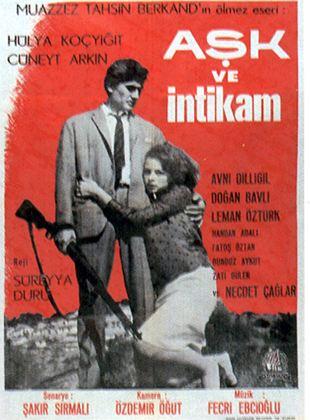 MUAZZEZ TAHSİN BERKAND'ın ölmez eseri :
HÜLYA KOÇYİĞİT
CÜNEYT ARKIN
AŞK
VE
intikam
AVNİ DİLLİGİL
DOĞAN BAVLI
LEMAN ÖZTÜRK
HANDAN ADALI
FATOŞ ÖZTAN
GÜNDÜZ AYKUT
ZATİ GÜLEN
ve NECDET ÇAĞLAR
Reji
SÜREYYA
DURU
Senaryo :
ŞAKİR SIRMALI
Kamera :
ÖZDEMİR ÖĞÜT
Müzik :
FECRİ EBCİOĞLU